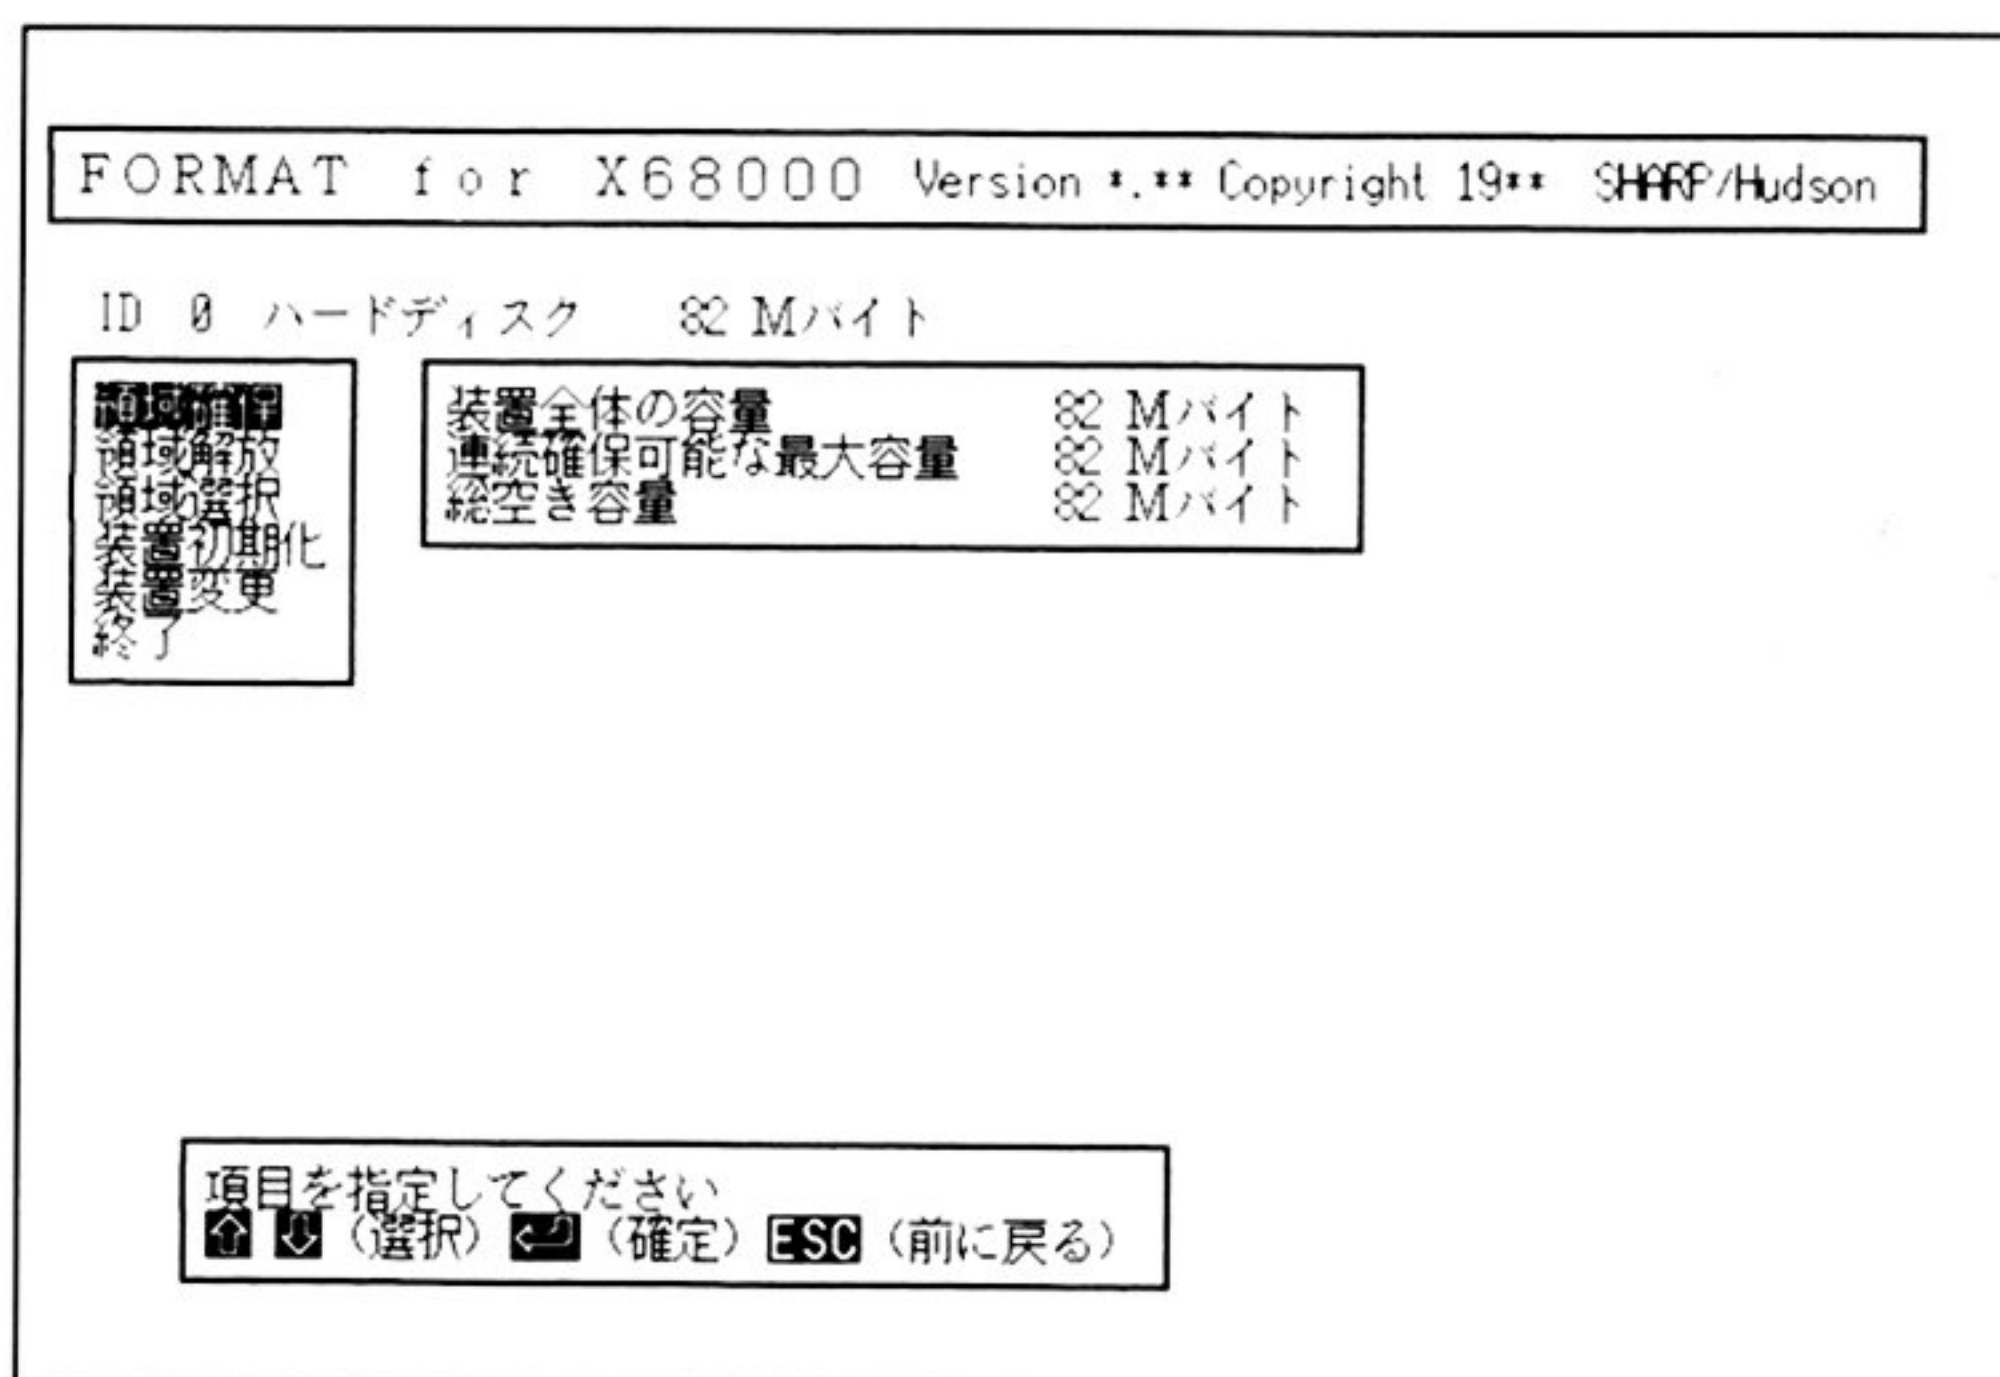 FORMAT for X68000 Version *.** Copyright 19** SHARP/Hudson
ID 0 ハードディスク 82 Mバイト
領域確保
領域解放
領域選択
装置初期化
装置変更
終了
装置全体の容量 82 Mバイト
連続確保可能な最大容量 82 Mバイト
総空き容量 82 Mバイト
項目を指定してください
⇧ ⇩ (選択) ↵ (確定) ESC (前に戻る)